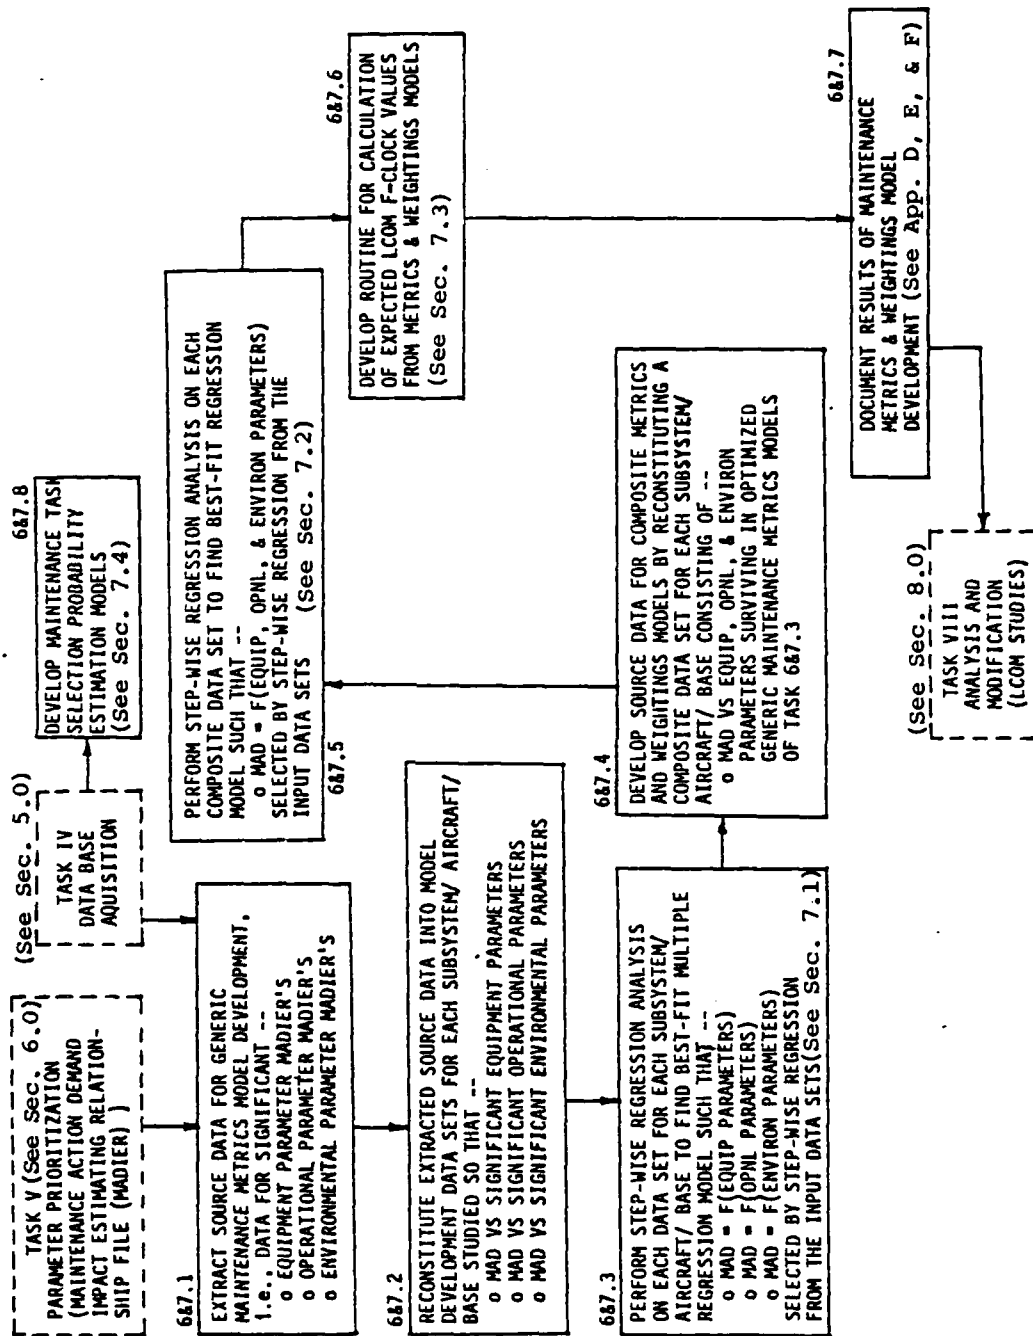 TASK V (See Sec. 6.0)
PARAMETER PRIORITIZATION
(MAINTENANCE ACTION DEMAND
IMPACT ESTIMATING RELATION-
SHIP FILE (MADIER) )
(See Sec. 5.0)
TASK IV
DATA BASE
AQUISITION
6&7.8
DEVELOP MAINTENANCE TASK
SELECTION PROBABILITY
ESTIMATION MODELS
(See Sec. 7.4)
6&7.1
EXTRACT SOURCE DATA FOR GENERIC
MAINTENANCE METRICS MODEL DEVELOPMENT,
i.e., DATA FOR SIGNIFICANT --
o EQUIPMENT PARAMETER MADIER'S
o OPERATIONAL PARAMETER MADIER'S
o ENVIRONMENTAL PARAMETER MADIER'S
6&7.2
RECONSTITUTE EXTRACTED SOURCE DATA INTO MODEL
DEVELOPMENT DATA SETS FOR EACH SUBSYSTEM/ AIRCRAFT/
BASE STUDIED SO THAT --
o MAD VS SIGNIFICANT EQUIPMENT PARAMETERS
o MAD VS SIGNIFICANT OPERATIONAL PARAMETERS
o MAD VS SIGNIFICANT ENVIRONMENTAL PARAMETERS
6&7.3
PERFORM STEP-WISE REGRESSION ANALYSIS
ON EACH DATA SET FOR EACH SUBSYSTEM/
AIRCRAFT/ BASE TO FIND BEST-FIT MULTIPLE
REGRESSION MODEL SUCH THAT --
o MAD = F(EQUIP PARAMETERS)
o MAD = F(OPNL PARAMETERS)
o MAD = F(ENVIRON PARAMETERS)
SELECTED BY STEP-WISE REGRESSION
FROM THE INPUT DATA SETS(See Sec. 7.1)
6&7.4
DEVELOP SOURCE DATA FOR COMPOSITE METRICS
AND WEIGHTINGS MODELS BY RECONSTITUTING A
COMPOSITE DATA SET FOR EACH SUBSYSTEM/
AIRCRAFT/ BASE CONSISTING OF --
o MAD VS EQUIP, OPNL, & ENVIRON
PARAMETERS SURVIVING IN OPTIMIZED
GENERIC MAINTENANCE METRICS MODELS
OF TASK 6&7.3
6&7.5
PERFORM STEP-WISE REGRESSION ANALYSIS ON EACH
COMPOSITE DATA SET TO FIND BEST-FIT REGRESSION
MODEL SUCH THAT --
o MAD = F(EQUIP, OPNL, & ENVIRON PARAMETERS)
SELECTED BY STEP-WISE REGRESSION FROM THE
INPUT DATA SETS (See Sec. 7.2)
6&7.6
DEVELOP ROUTINE FOR CALCULATION
OF EXPECTED LCOM F-CLOCK VALUES
FROM METRICS & WEIGHTINGS MODELS
(See Sec. 7.3)
6&7.7
DOCUMENT RESULTS OF MAINTENANCE
METRICS & WEIGHTINGS MODEL
DEVELOPMENT (See App. D, E, & F)
(See Sec. 8.0)
TASK VIII
ANALYSIS AND
MODIFICATION
(LCOM STUDIES)